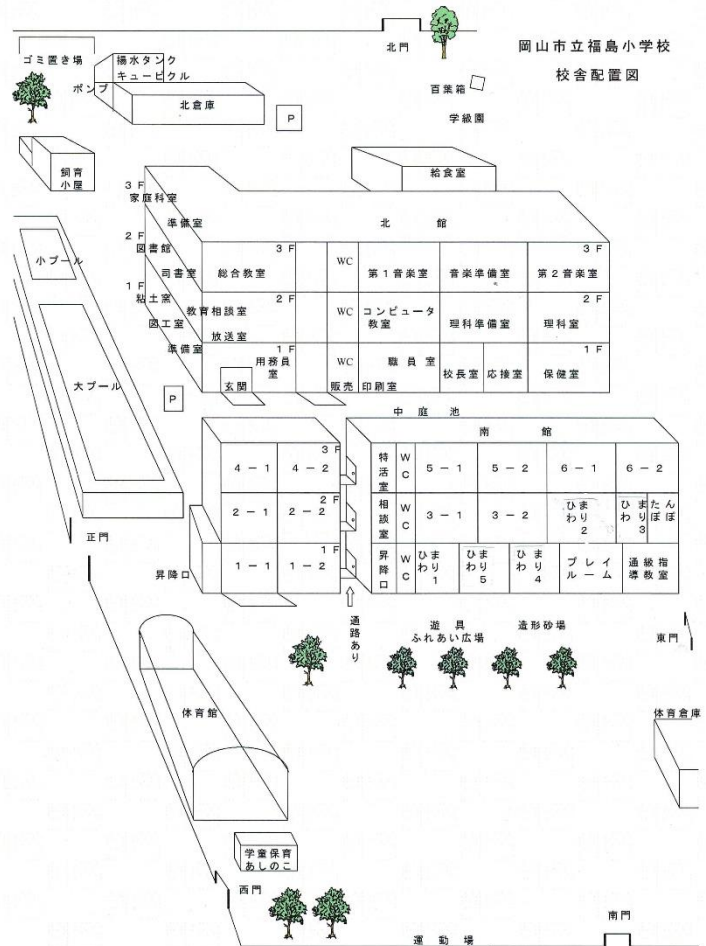 岡山市立福島小学校
校舎配置図
北門
ゴミ置き場
揚水タンク
キュービクル
ポンプ
北倉庫
P
百葉箱
学級園
飼育
小屋
給食室
北館
3F
家庭科室
準備室
2F
図書館
司書室
1F
粘土室
図工室
準備室
3F
総合教室
WC
第1音楽室
音楽準備室
3F
第2音楽室
教育相談室
2F
放送室
WC
コンピュータ
教室
理科準備室
2F
理科室
1F
用務員
室
玄関
WC
販売
職員室
印刷室
校長室
応接室
1F
保健室
小プール
大プール
P
中庭池
南館
3F
4-1
4-2
特活室
WC
5-1
5-2
6-1
6-2
2F
2-1
2-2
相談室
WC
3-1
3-2
ひま
わり
2
ひま
わり
3
たん
ぽぽ
1F
1-1
1-2
昇降口
WC
ひま
わり
1
ひま
わり
5
ひま
わり
4
プレイ
ルーム
通級指
導教室
正門
昇降口
通路あり
遊具
ふれあい広場
造形砂場
東門
体育館
体育倉庫
学童保育
あしのこ
西門
南門
運動場